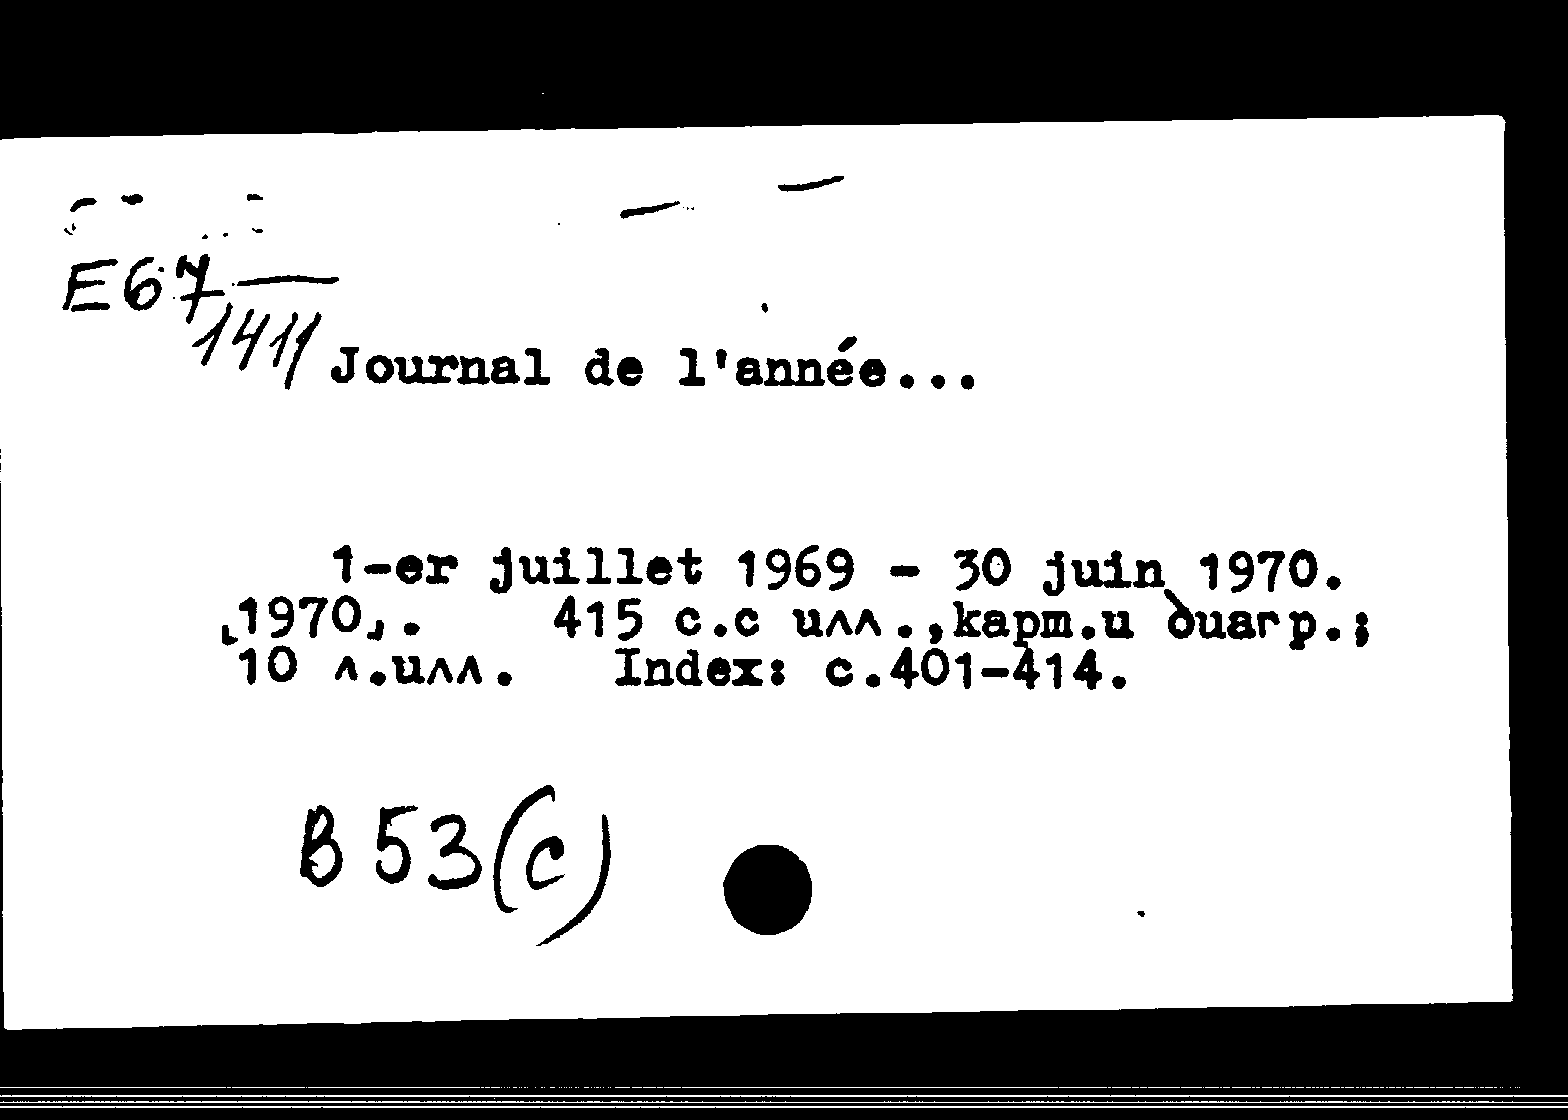 E67—
1411
Journal de l'année...
1-er juillet 1969 - 30 juin 1970.
[1970]. 415 c.с илл.,карт.и диагр.;
10 л.илл. Index: c.401-414.
B 53(c)